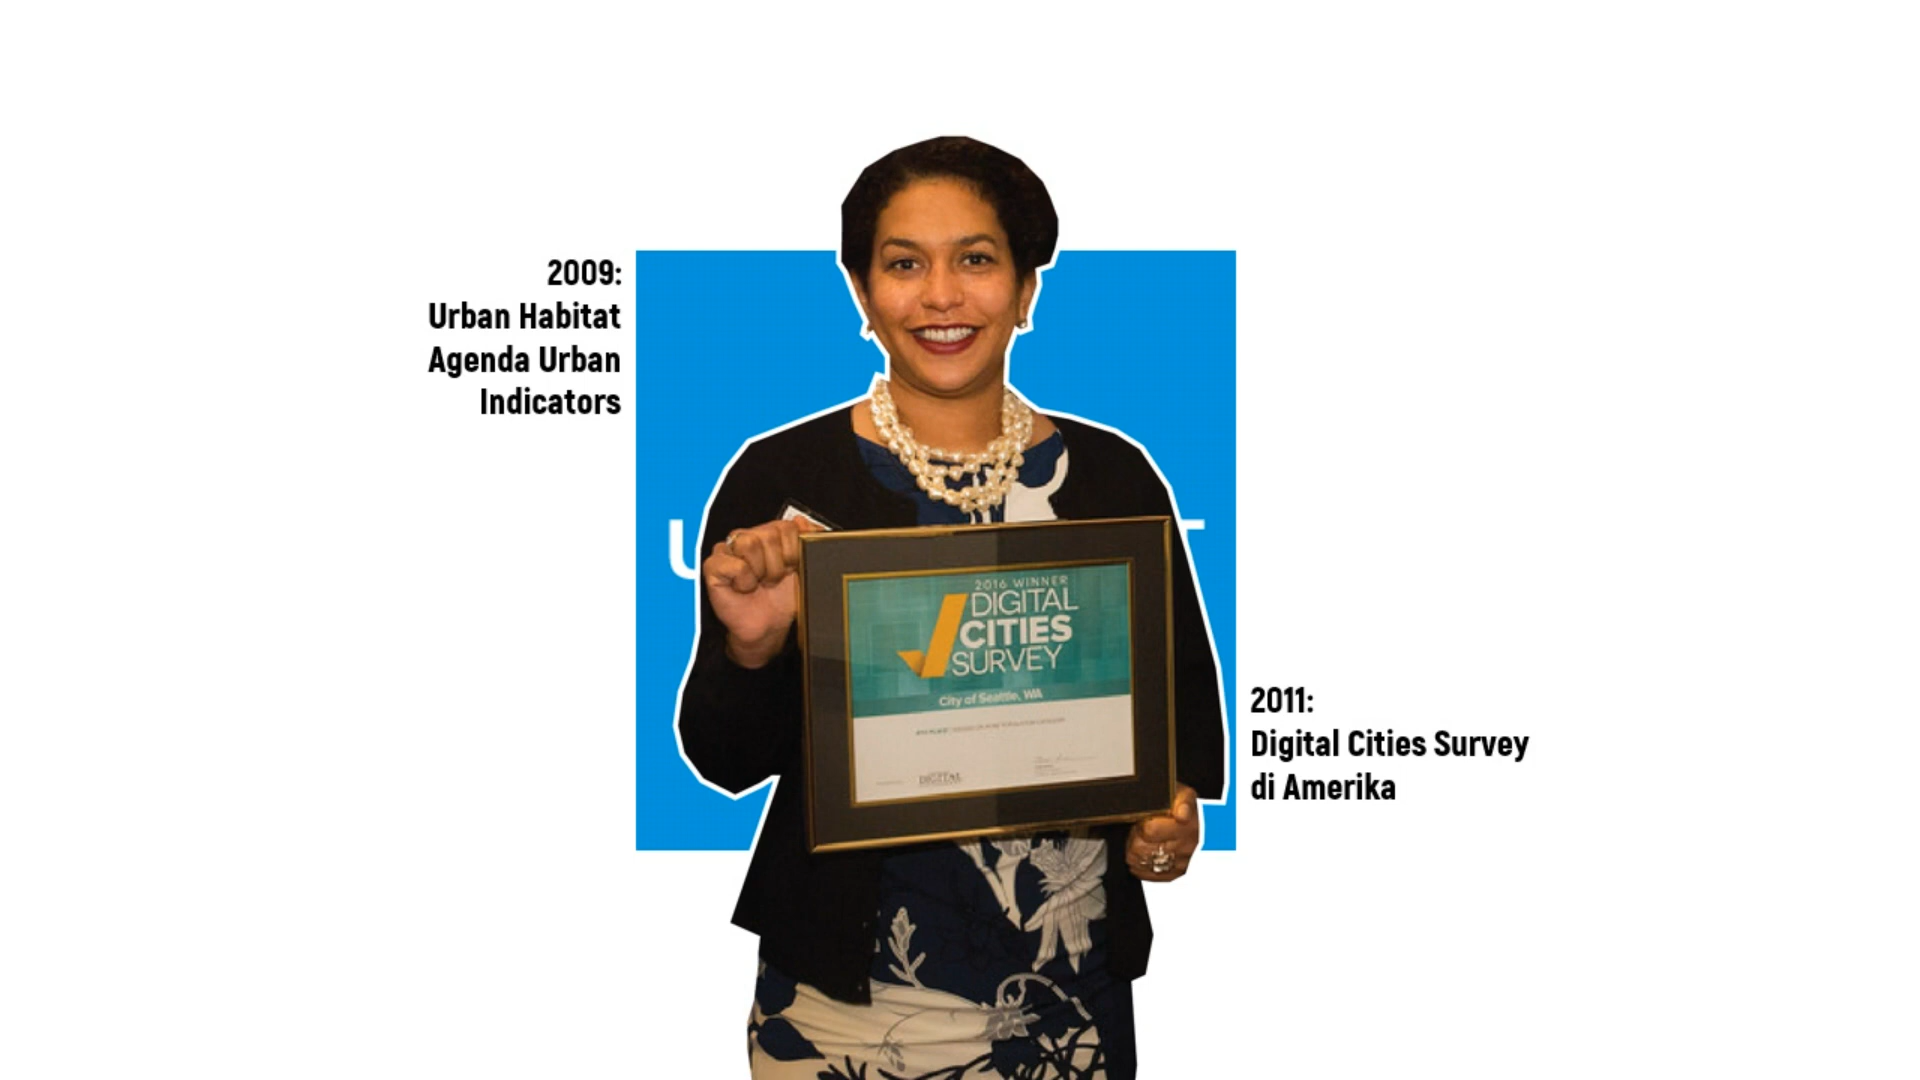 2009:
Urban Habitat
Agenda Urban
Indicators
2016 WINNER
DIGITAL
CITIES
SURVEY
City of Seattle, WA
DIGITAL
2011:
Digital Cities Survey
di Amerika